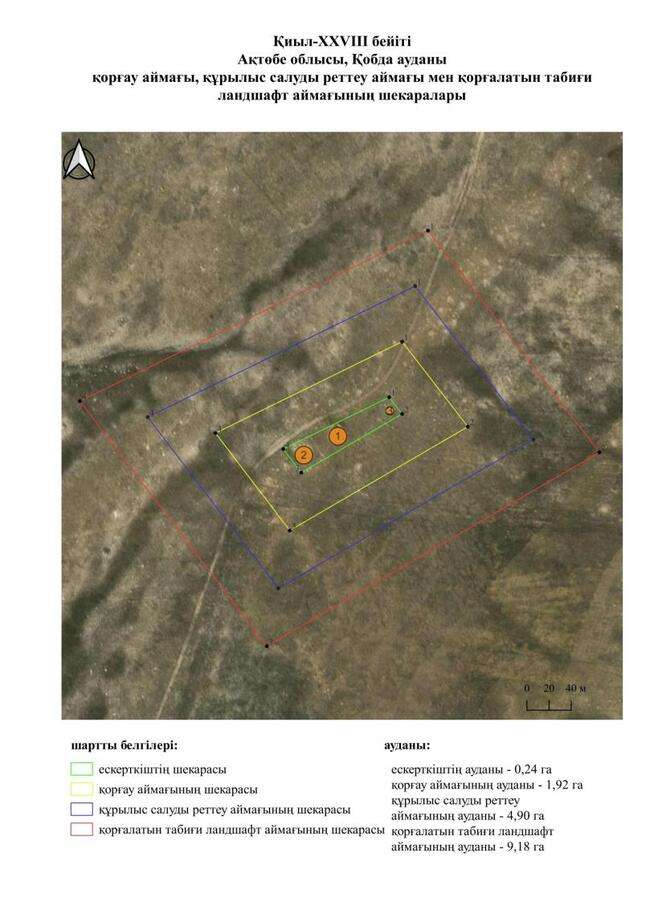 Қиыл-XXVIII бейіті
Ақтөбе облысы, Қобда ауданы
қорғау аймағы, құрылыс салуды реттеу аймағы мен қорғалатын табиғи
ландшафт аймағының шекаралары
1
2
0 20 40 м
шартты белгілері:
ескерткіштің шекарасы
қорғау аймағының шекарасы
құрылыс салуды реттеу аймағының шекарасы
қорғалатын табиғи ландшафт аймағының шекарасы
ауданы:
ескерткіштің ауданы - 0,24 га
қорғау аймағының ауданы - 1,92 га
құрылыс салуды реттеу
аймағының ауданы - 4,90 га
қорғалатын табиғи ландшафт
аймағының ауданы - 9,18 га